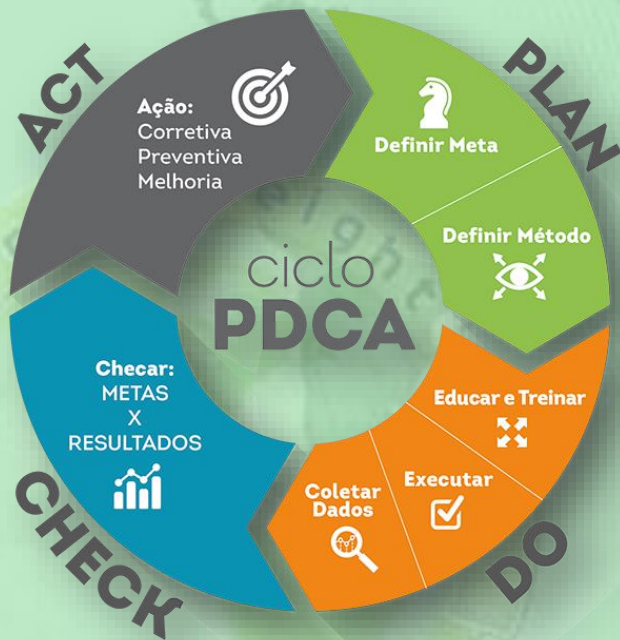 ciclo
PDCA
PLAN
Definir Meta
Definir Método
DO
Educar e Treinar
Executar
Coletar
Dados
CHECK
Checar:
METAS
X
RESULTADOS
ACT
Ação:
Corretiva
Preventiva
Melhoria